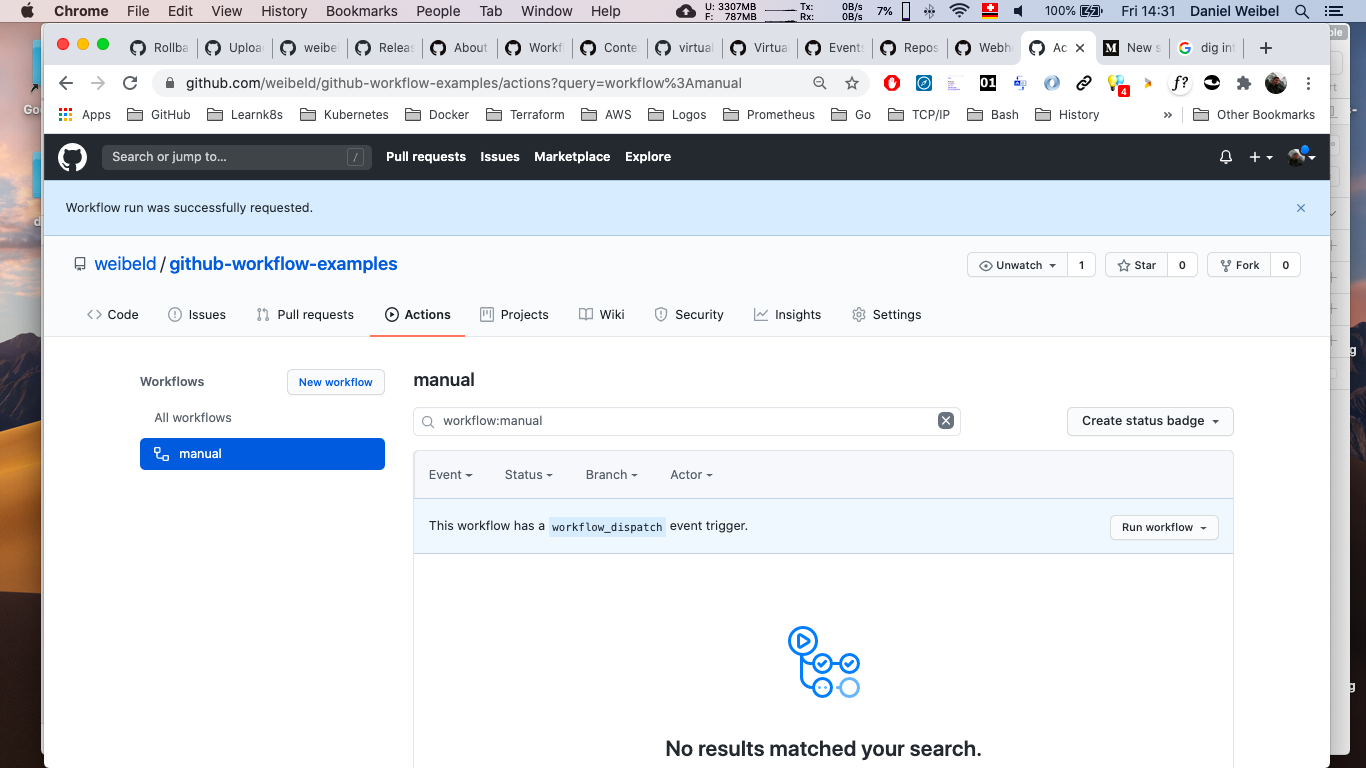 Chrome File Edit View History Bookmarks People Tab Window Help U: 3307MB F: 787MB Tx: Rx: 0B/s 0B/s 7% 100% Fri 14:31 Daniel Weibel
Rollba Uploa weibel Releas About Workf Conte virtual Virtua Events Repos Webh Ac New s dig int
github.com/weibeld/github-workflow-examples/actions?query=workflow%3Amanual 01 4 f?
Apps GitHub Learnk8s Kubernetes Docker Terraform AWS Logos Prometheus Go TCP/IP Bash History » Other Bookmarks
Search or jump to... / Pull requests Issues Marketplace Explore
Workflow run was successfully requested.
weibeld / github-workflow-examples Unwatch 1 Star 0 Fork 0
Code Issues Pull requests Actions Projects Wiki Security Insights Settings
Workflows New workflow
All workflows
manual
manual
workflow:manual Create status badge
Event Status Branch Actor
This workflow has a workflow_dispatch event trigger. Run workflow
No results matched your search.